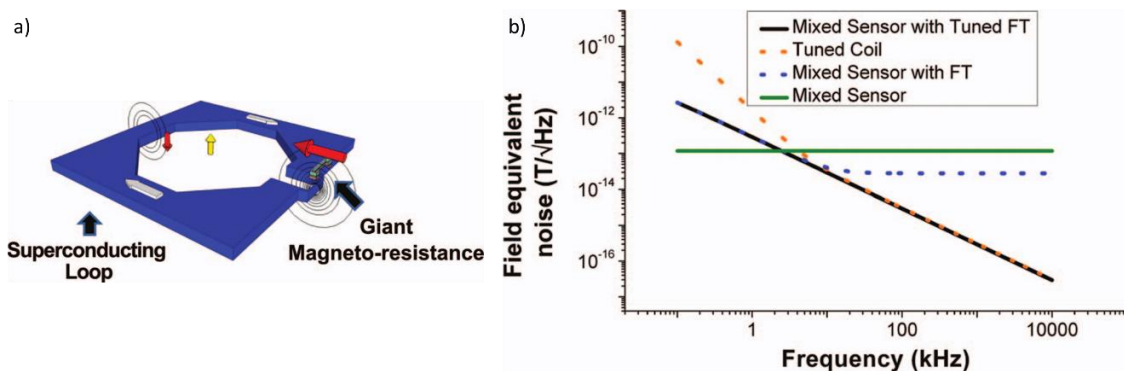 a)
Superconducting
Loop
Giant
Magneto-resistance
b)
Field equivalent
noise (T/√Hz)
10⁻¹⁰
10⁻¹²
10⁻¹⁴
10⁻¹⁶
Mixed Sensor with Tuned FT
Tuned Coil
Mixed Sensor with FT
Mixed Sensor
1
10
100
10000
Frequency (kHz)